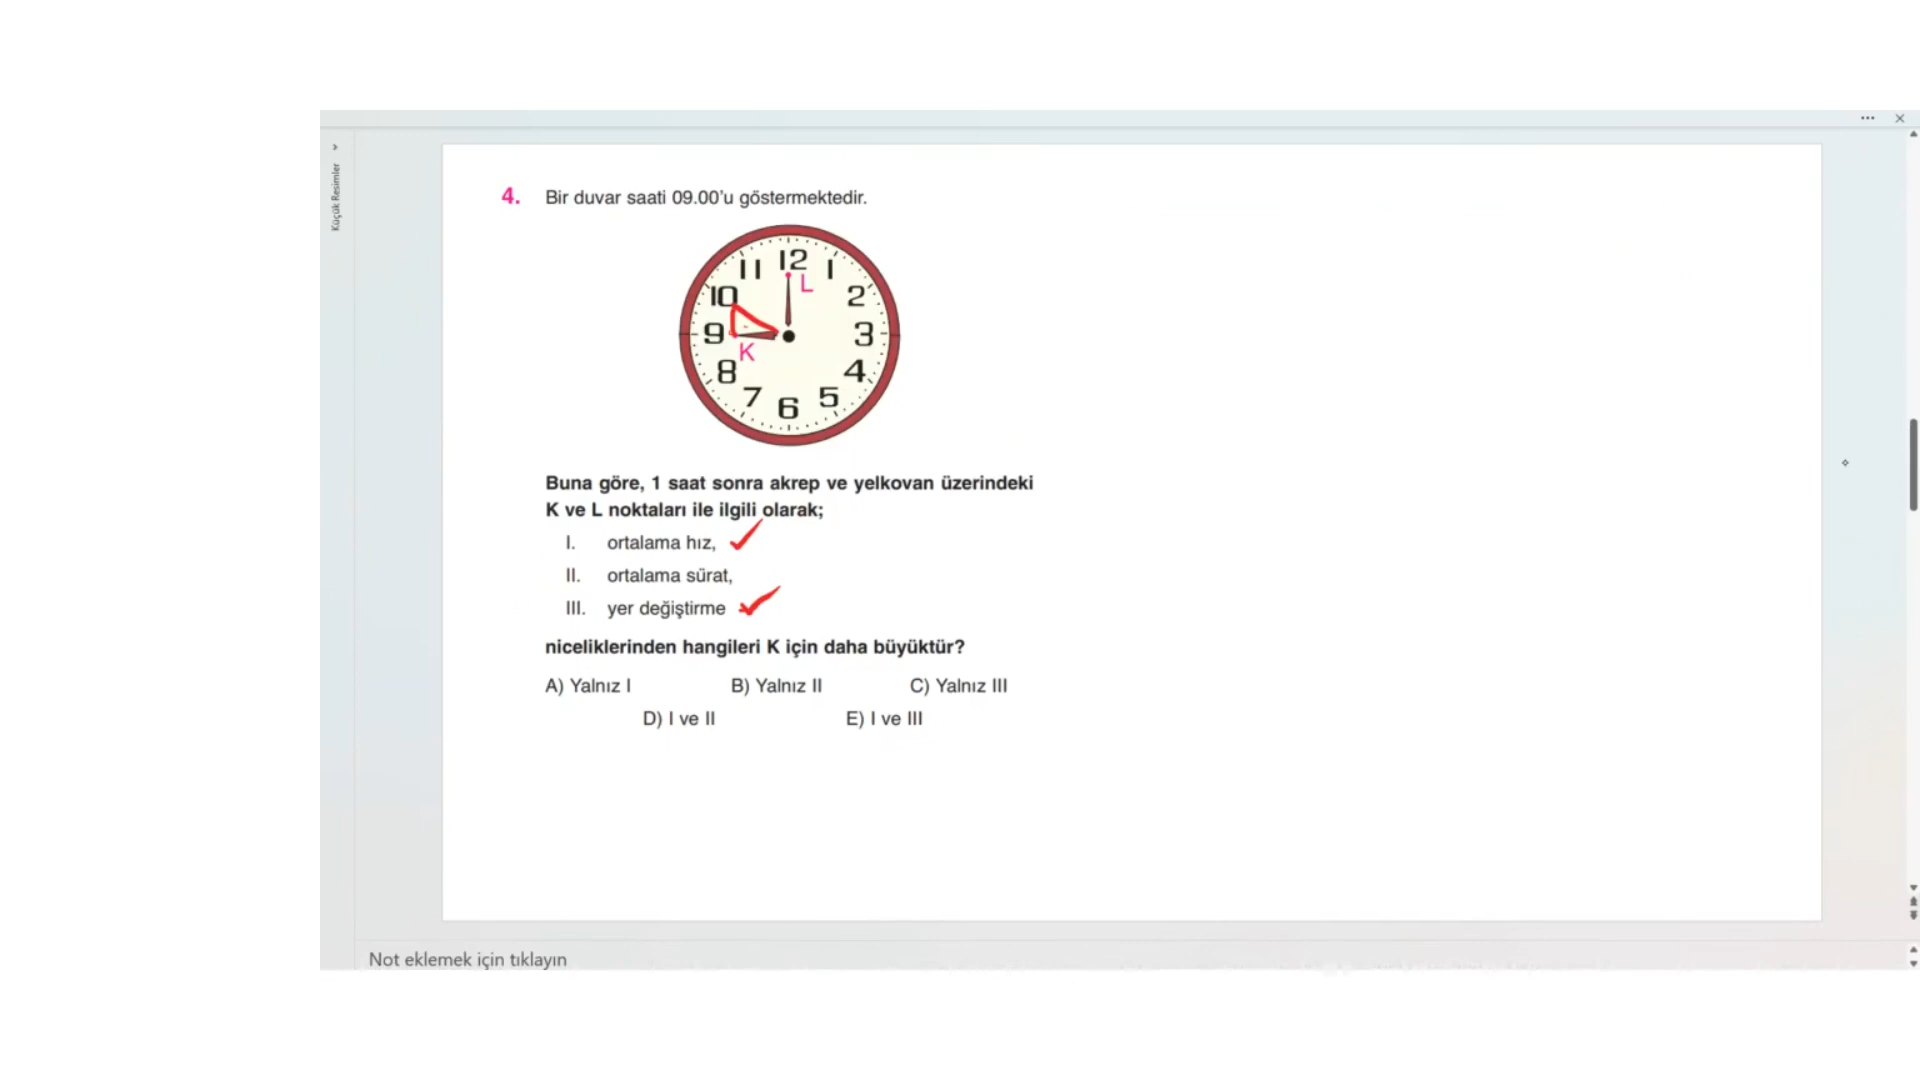 Küçük Resimler
4. Bir duvar saati 09.00'u göstermektedir.
12
11
1
L
10
2
9
3
K
8
4
7
5
6
Buna göre, 1 saat sonra akrep ve yelkovan üzerindeki
K ve L noktaları ile ilgili olarak;
I. ortalama hız,
II. ortalama sürat,
III. yer değiştirme
niceliklerinden hangileri K için daha büyüktür?
A) Yalnız I B) Yalnız II C) Yalnız III
D) I ve II E) I ve III
Not eklemek için tıklayın